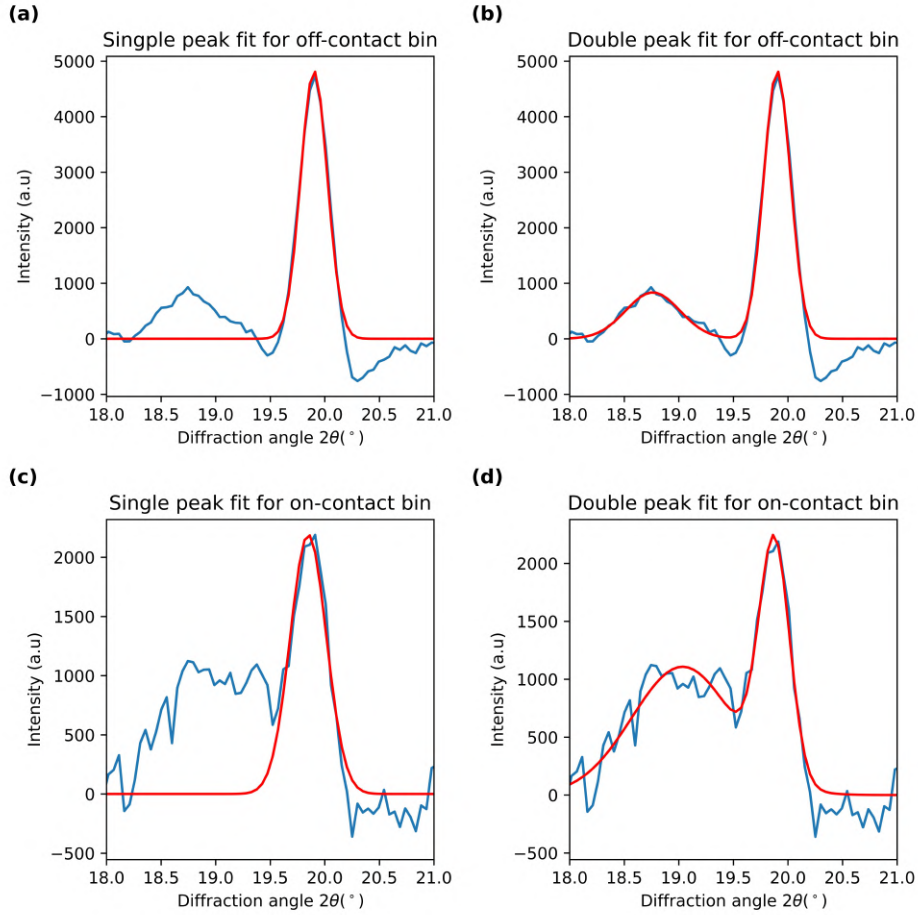 (a)
Singple peak fit for off-contact bin
5000
4000
3000
2000
1000
0
−1000
Intensity (a.u)
18.0 18.5 19.0 19.5 20.0 20.5 21.0
Diffraction angle 2θ(°)
(b)
Double peak fit for off-contact bin
5000
4000
3000
2000
1000
0
−1000
Intensity (a.u)
18.0 18.5 19.0 19.5 20.0 20.5 21.0
Diffraction angle 2θ(°)
(c)
Single peak fit for on-contact bin
2000
1500
1000
500
0
−500
Intensity (a.u)
18.0 18.5 19.0 19.5 20.0 20.5 21.0
Diffraction angle 2θ(°)
(d)
Double peak fit for on-contact bin
2000
1500
1000
500
0
−500
Intensity (a.u)
18.0 18.5 19.0 19.5 20.0 20.5 21.0
Diffraction angle 2θ(°)